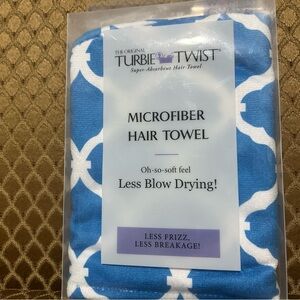 THE ORIGINAL
TURBIE TWIST
Super Absorbent Hair Towel
MICROFIBER
HAIR TOWEL
Oh-so-soft feel
Less Blow Drying!
LESS FRIZZ,
LESS BREAKAGE!